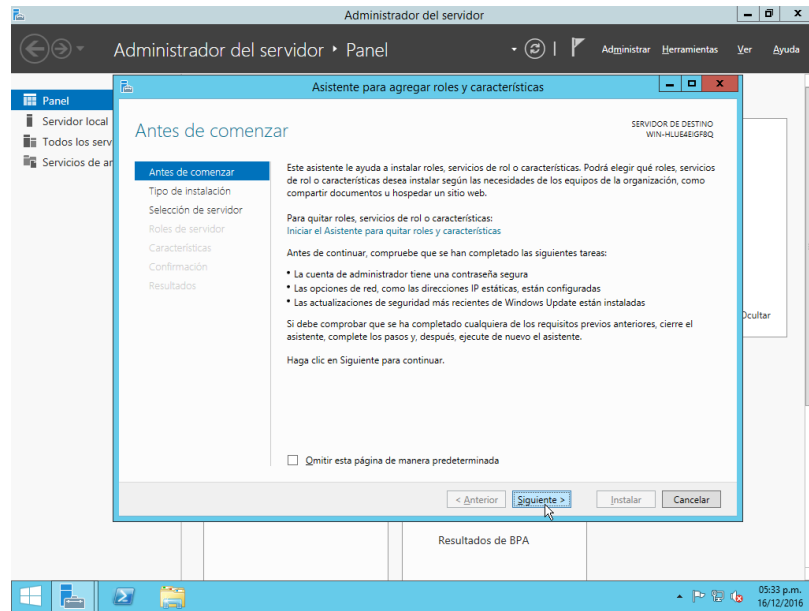 Administrador del servidor
Administrador del servidor • Panel
Administrar Herramientas Ver Ayuda
Panel
Servidor local
Todos los serv
Servicios de ar
Asistente para agregar roles y características
Antes de comenzar
SERVIDOR DE DESTINO
WIN-HLUE4EIGF8Q
Antes de comenzar
Tipo de instalación
Selección de servidor
Roles de servidor
Características
Confirmación
Resultados
Este asistente le ayuda a instalar roles, servicios de rol o características. Podrá elegir qué roles, servicios
de rol o características desea instalar según las necesidades de los equipos de la organización, como
compartir documentos u hospedar un sitio web.
Para quitar roles, servicios de rol o características:
Iniciar el Asistente para quitar roles y características
Antes de continuar, compruebe que se han completado las siguientes tareas:
• La cuenta de administrador tiene una contraseña segura
• Las opciones de red, como las direcciones IP estáticas, están configuradas
• Las actualizaciones de seguridad más recientes de Windows Update están instaladas
Si debe comprobar que se ha completado cualquiera de los requisitos previos anteriores, cierre el
asistente, complete los pasos y, después, ejecute de nuevo el asistente.
Haga clic en Siguiente para continuar.
Omitir esta página de manera predeterminada
< Anterior Siguiente > Instalar Cancelar
Ocultar
Resultados de BPA
05:33 p.m.
16/12/2016